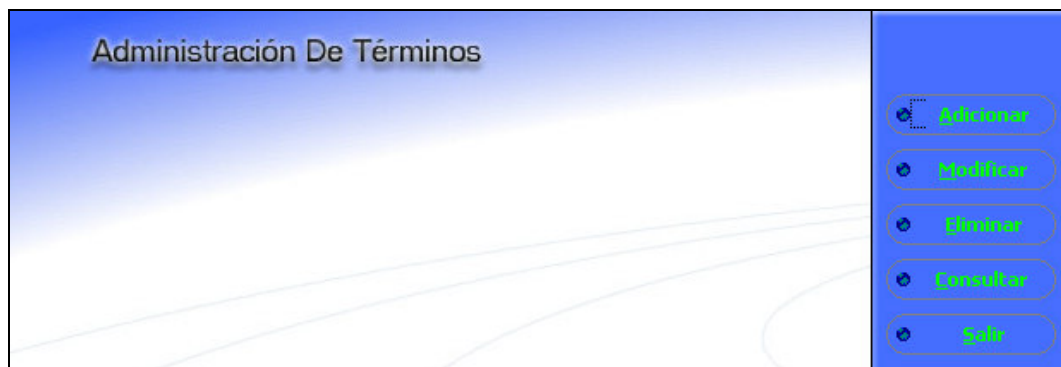 Administración De Términos
Adicionar
Modificar
Eliminar
Consultar
Salir